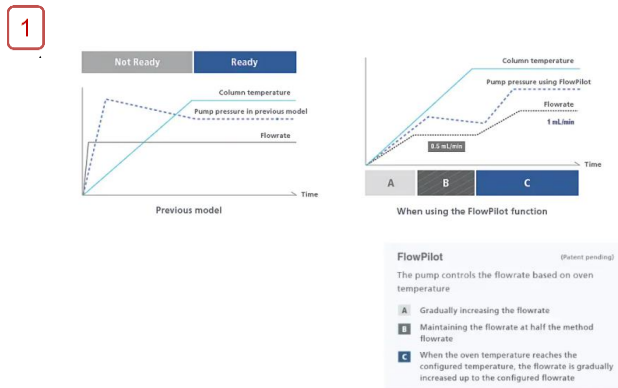 1
Not Ready
Ready
Column temperature
Pump pressure in previous model
Flowrate
Time
Previous model
Column temperature
Pump pressure using FlowPilot
Flowrate
1 mL/min
0.5 mL/min
Time
A
B
C
When using the FlowPilot function
FlowPilot (Patent pending)
The pump controls the flowrate based on oven
temperature
A Gradually increasing the flowrate
B Maintaining the flowrate at half the method
flowrate
C When the oven temperature reaches the
configured temperature, the flowrate is gradually
increased up to the configured flowrate